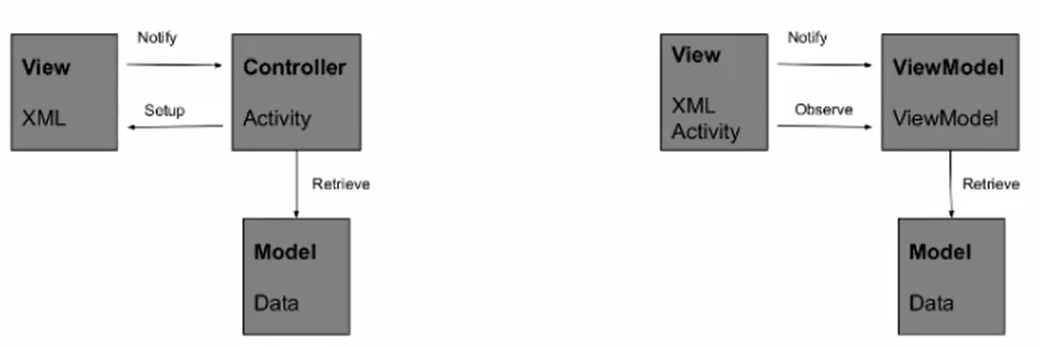 Notify
View
Controller
Setup
XML
Activity
Retrieve
Model
Data
Notify
View
ViewModel
Observe
XML
Activity
ViewModel
Retrieve
Model
Data